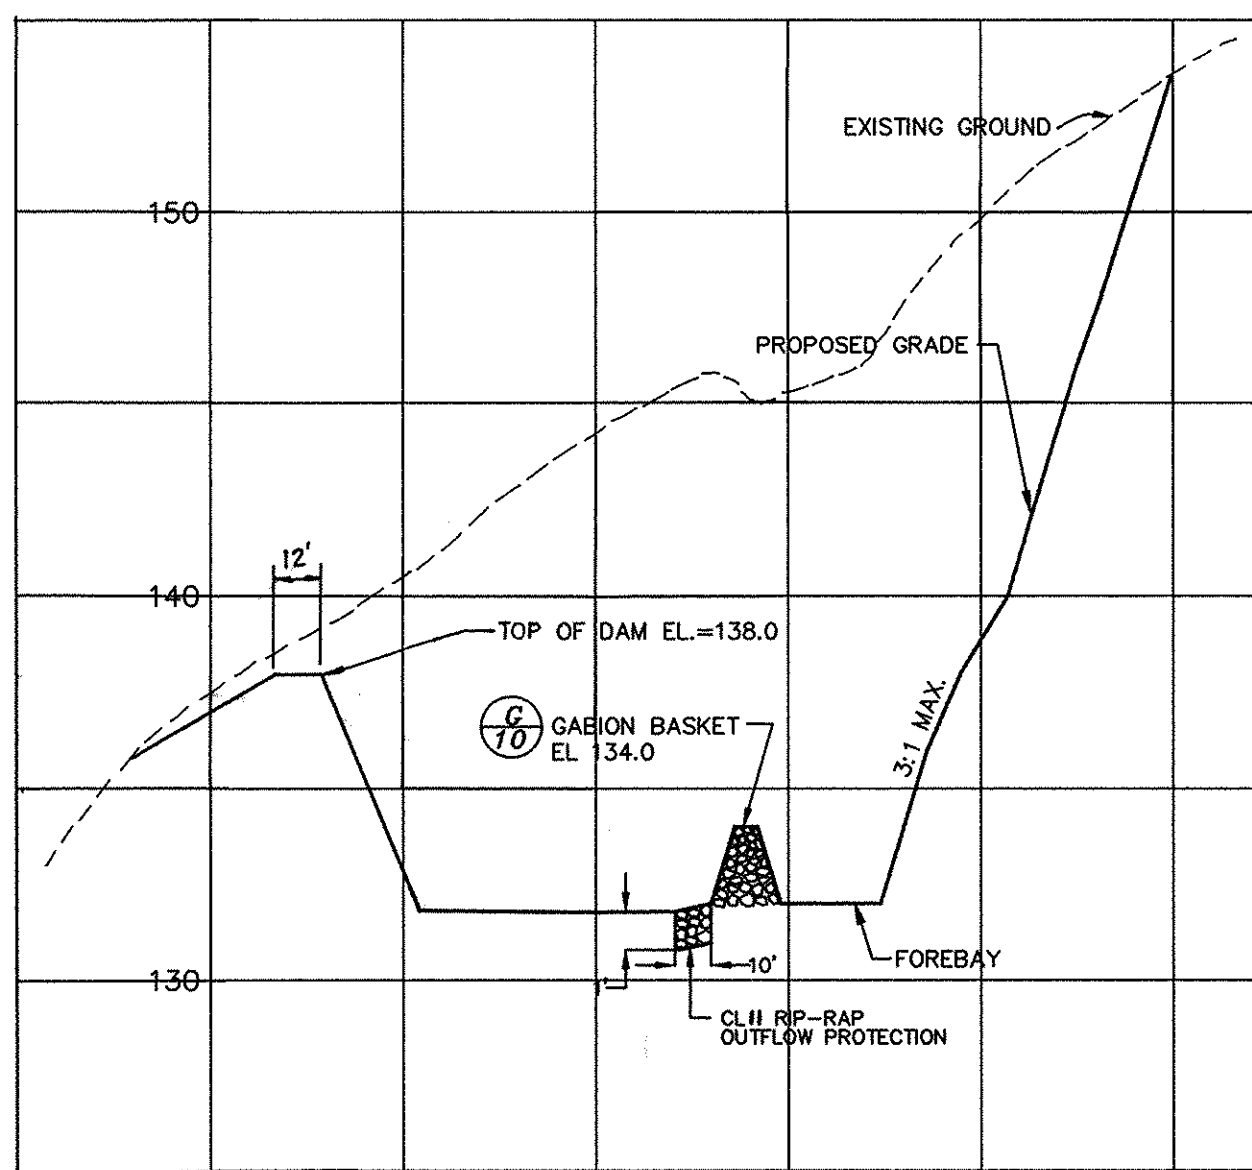 EXISTING GROUND
150
PROPOSED GRADE
12'
140
TOP OF DAM EL.=138.0
G
10
GABION BASKET
EL 134.0
3:1 MAX.
10'
FOREBAY
130
1'
CL II RIP-RAP
OUTFLOW PROTECTION